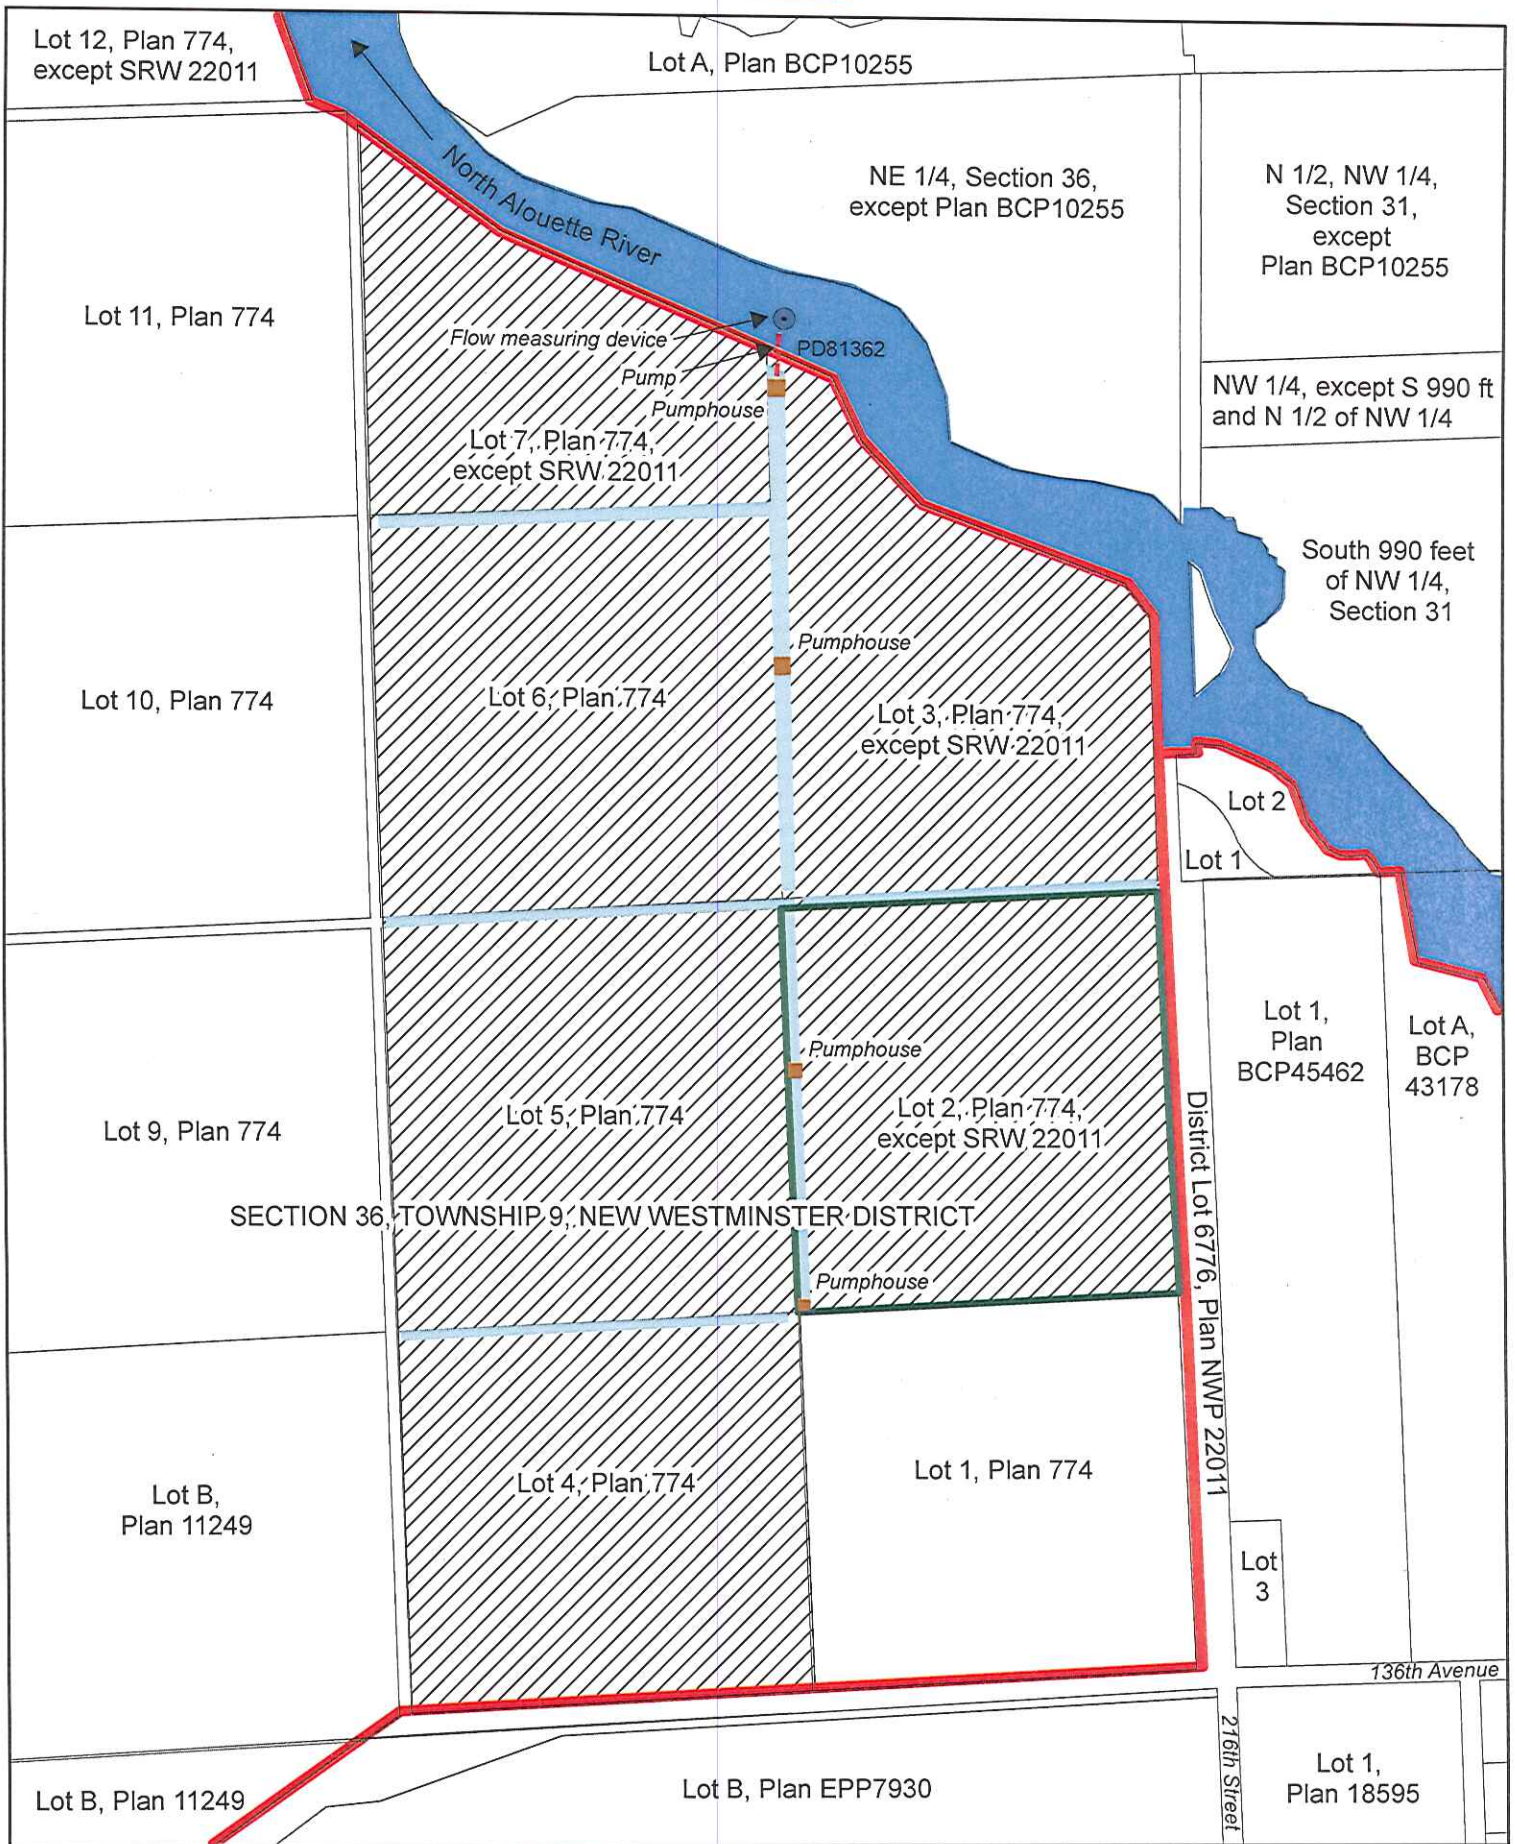 Lot 12, Plan 774,
except SRW 22011
Lot A, Plan BCP10255
North Alouette River
NE 1/4, Section 36,
except Plan BCP10255
N 1/2, NW 1/4,
Section 31,
except
Plan BCP10255
Lot 11, Plan 774
Flow measuring device
PD81362
Pump
Pumphouse
NW 1/4, except S 990 ft
and N 1/2 of NW 1/4
Lot 7, Plan 774,
except SRW 22011
South 990 feet
of NW 1/4,
Section 31
Pumphouse
Lot 10, Plan 774
Lot 6, Plan 774
Lot 3, Plan 774,
except SRW 22011
Lot 2
Lot 1
Lot 1,
Plan
BCP45462
Lot A,
BCP
43178
Pumphouse
Lot 9, Plan 774
Lot 5, Plan 774
Lot 2, Plan 774,
except SRW 22011
District Lot 6776, Plan NWP 22011
SECTION 36, TOWNSHIP 9, NEW WESTMINSTER DISTRICT
Pumphouse
Lot B,
Plan 11249
Lot 4, Plan 774
Lot 1, Plan 774
Lot
3
136th Avenue
216th Street
Lot B, Plan 11249
Lot B, Plan EPP7930
Lot 1,
Plan 18595